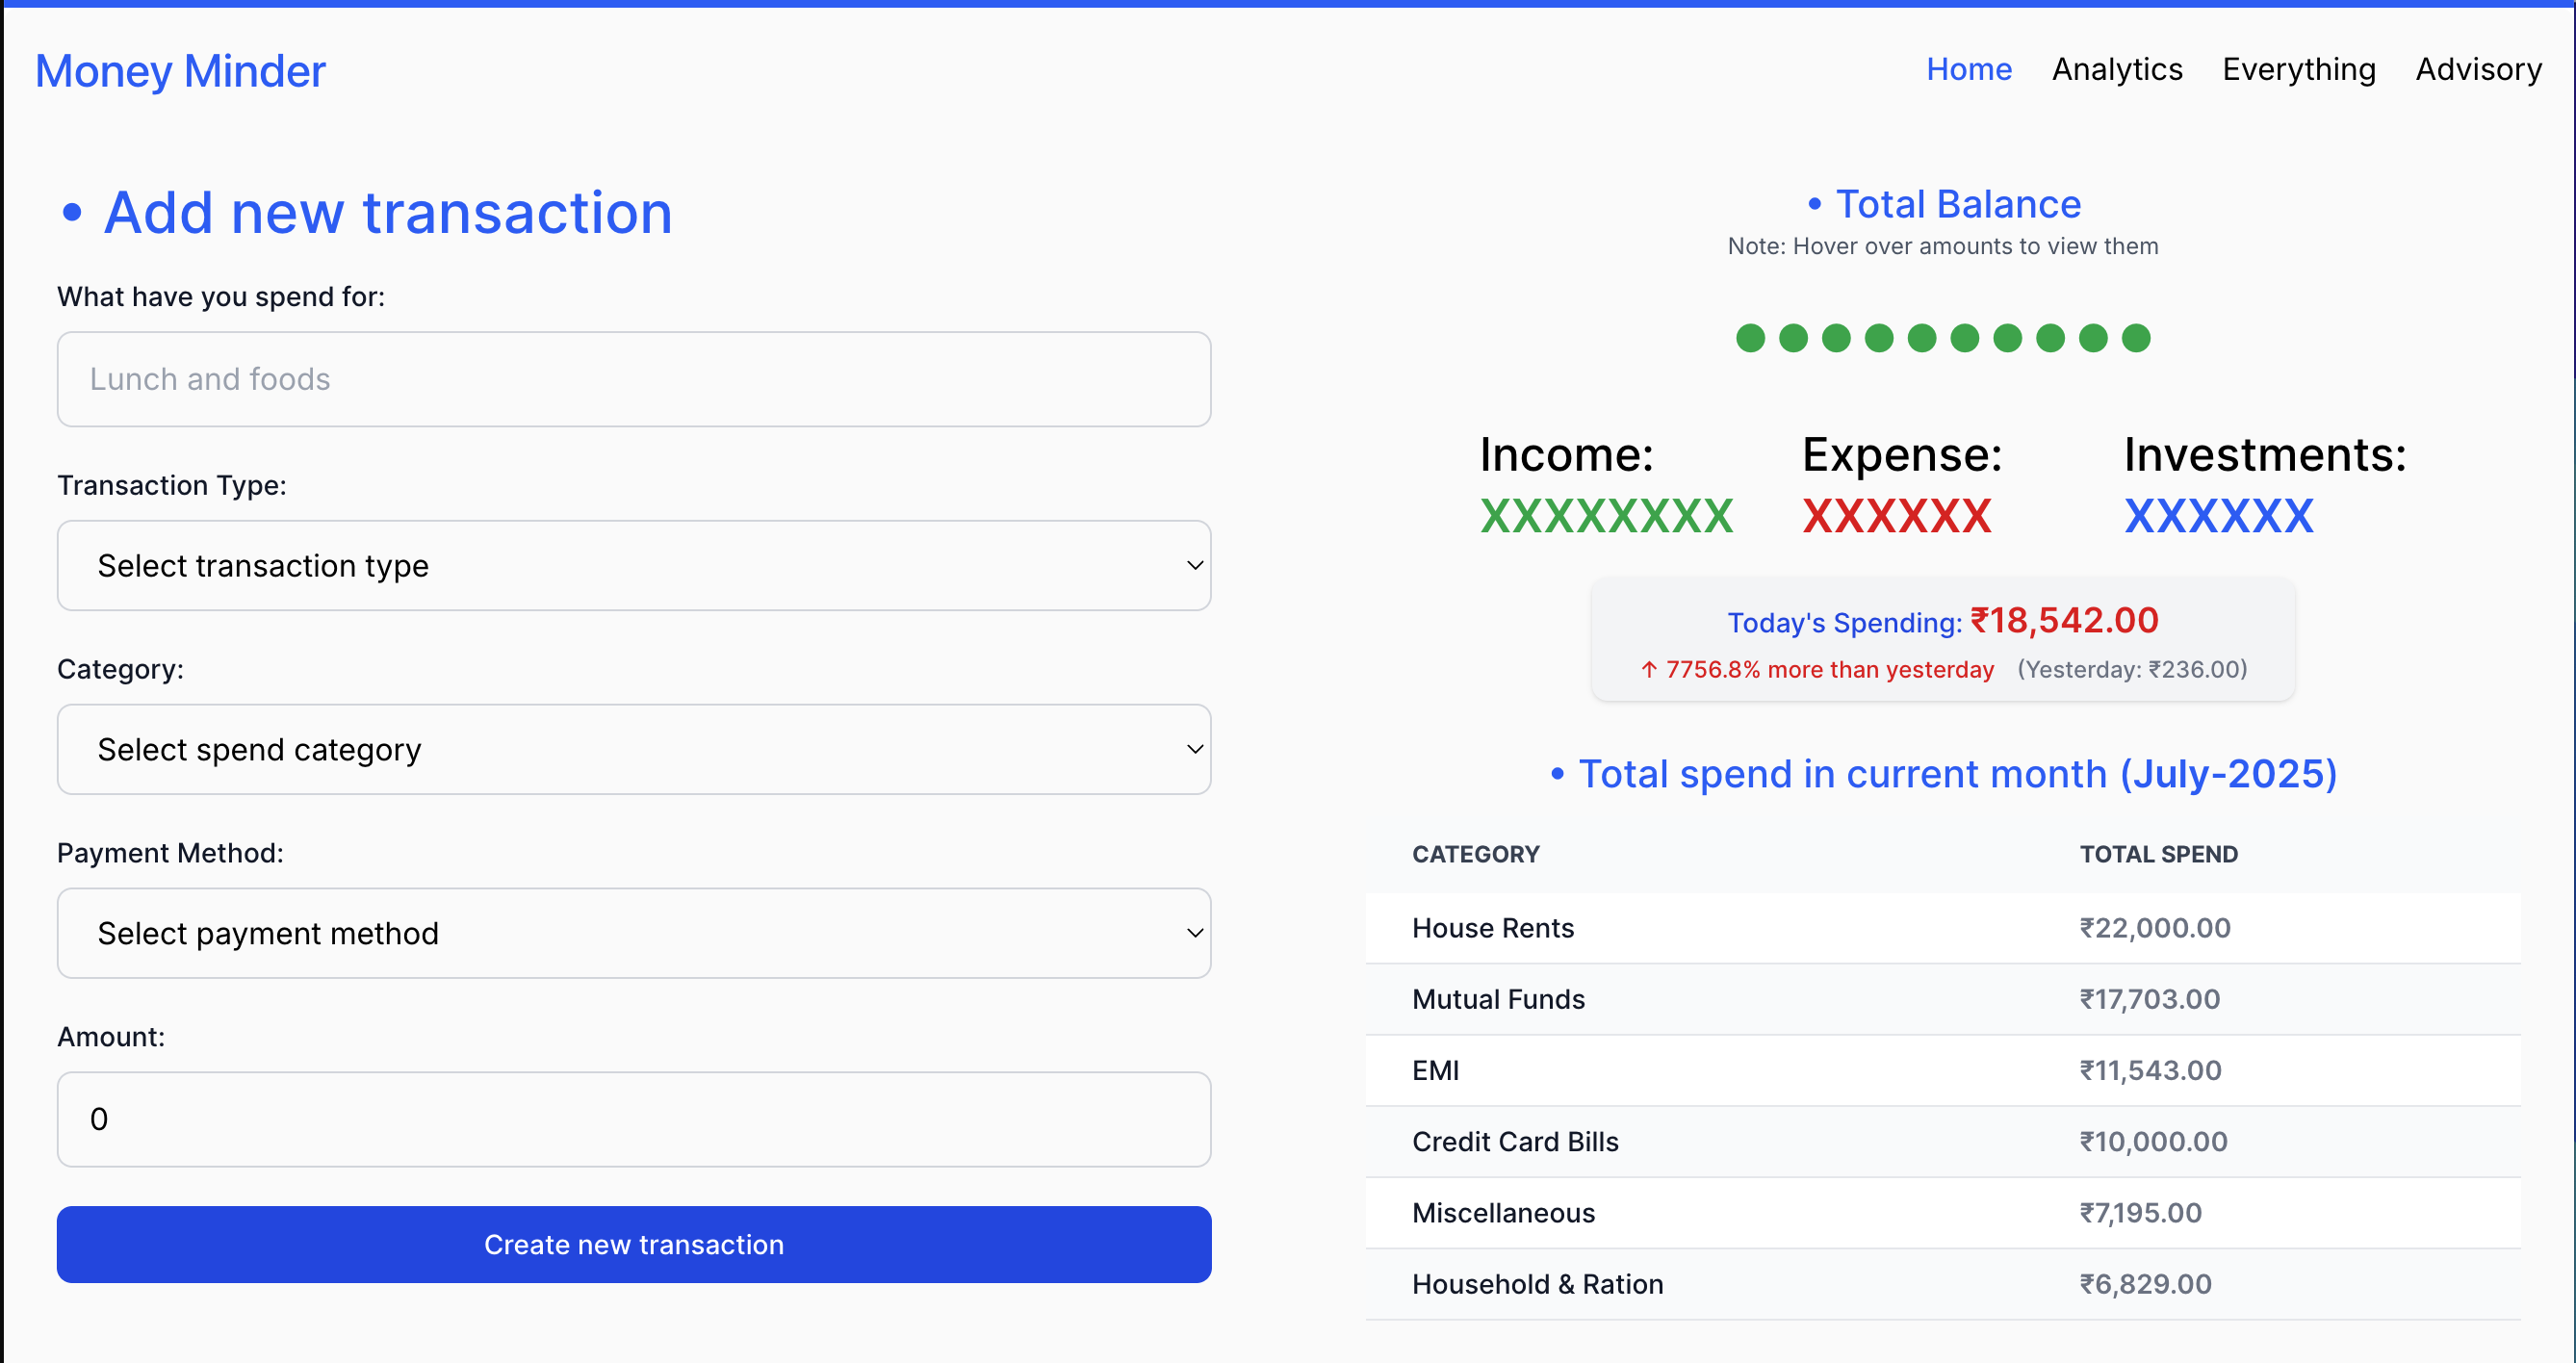 Money Minder
Home Analytics Everything Advisory
• Add new transaction
What have you spend for:
Lunch and foods
Transaction Type:
Select transaction type
Category:
Select spend category
Payment Method:
Select payment method
Amount:
0
Create new transaction
• Total Balance
Note: Hover over amounts to view them
Income: Expense: Investments:
XXXXXXXX XXXXXX XXXXXX
Today's Spending: ₹18,542.00
↑ 7756.8% more than yesterday (Yesterday: ₹236.00)
• Total spend in current month (July-2025)
CATEGORY TOTAL SPEND
House Rents ₹22,000.00
Mutual Funds ₹17,703.00
EMI ₹11,543.00
Credit Card Bills ₹10,000.00
Miscellaneous ₹7,195.00
Household & Ration ₹6,829.00